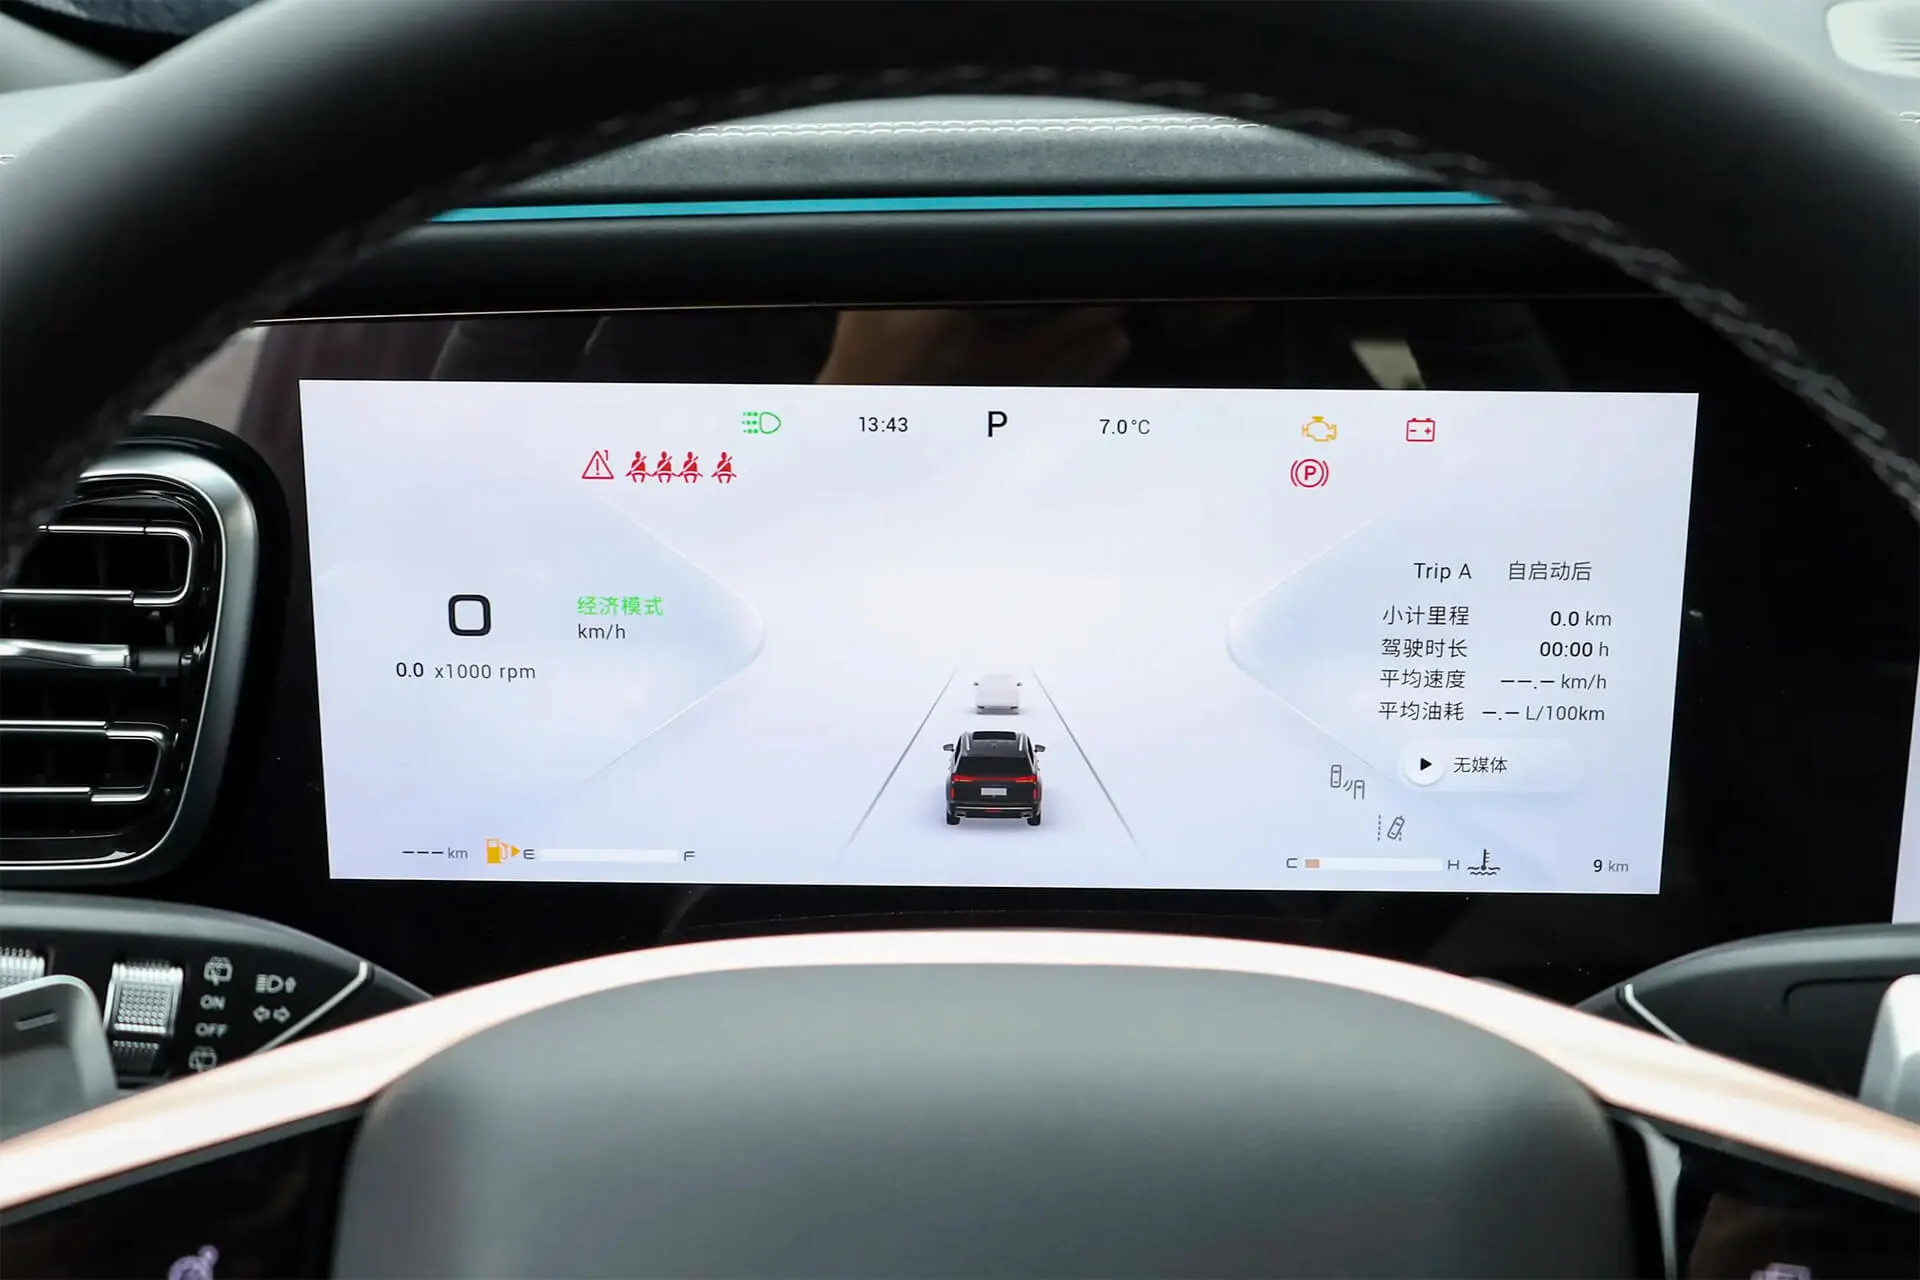 13:43 P 7.0°C
P
0
经济模式
km/h
0.0 x1000 rpm
Trip A 自启动后
小计里程 0.0 km
驾驶时长 00:00 h
平均速度 --.- km/h
平均油耗 -.- L/100km
无媒体
--- km E F
C H 9 km
ON
OFF